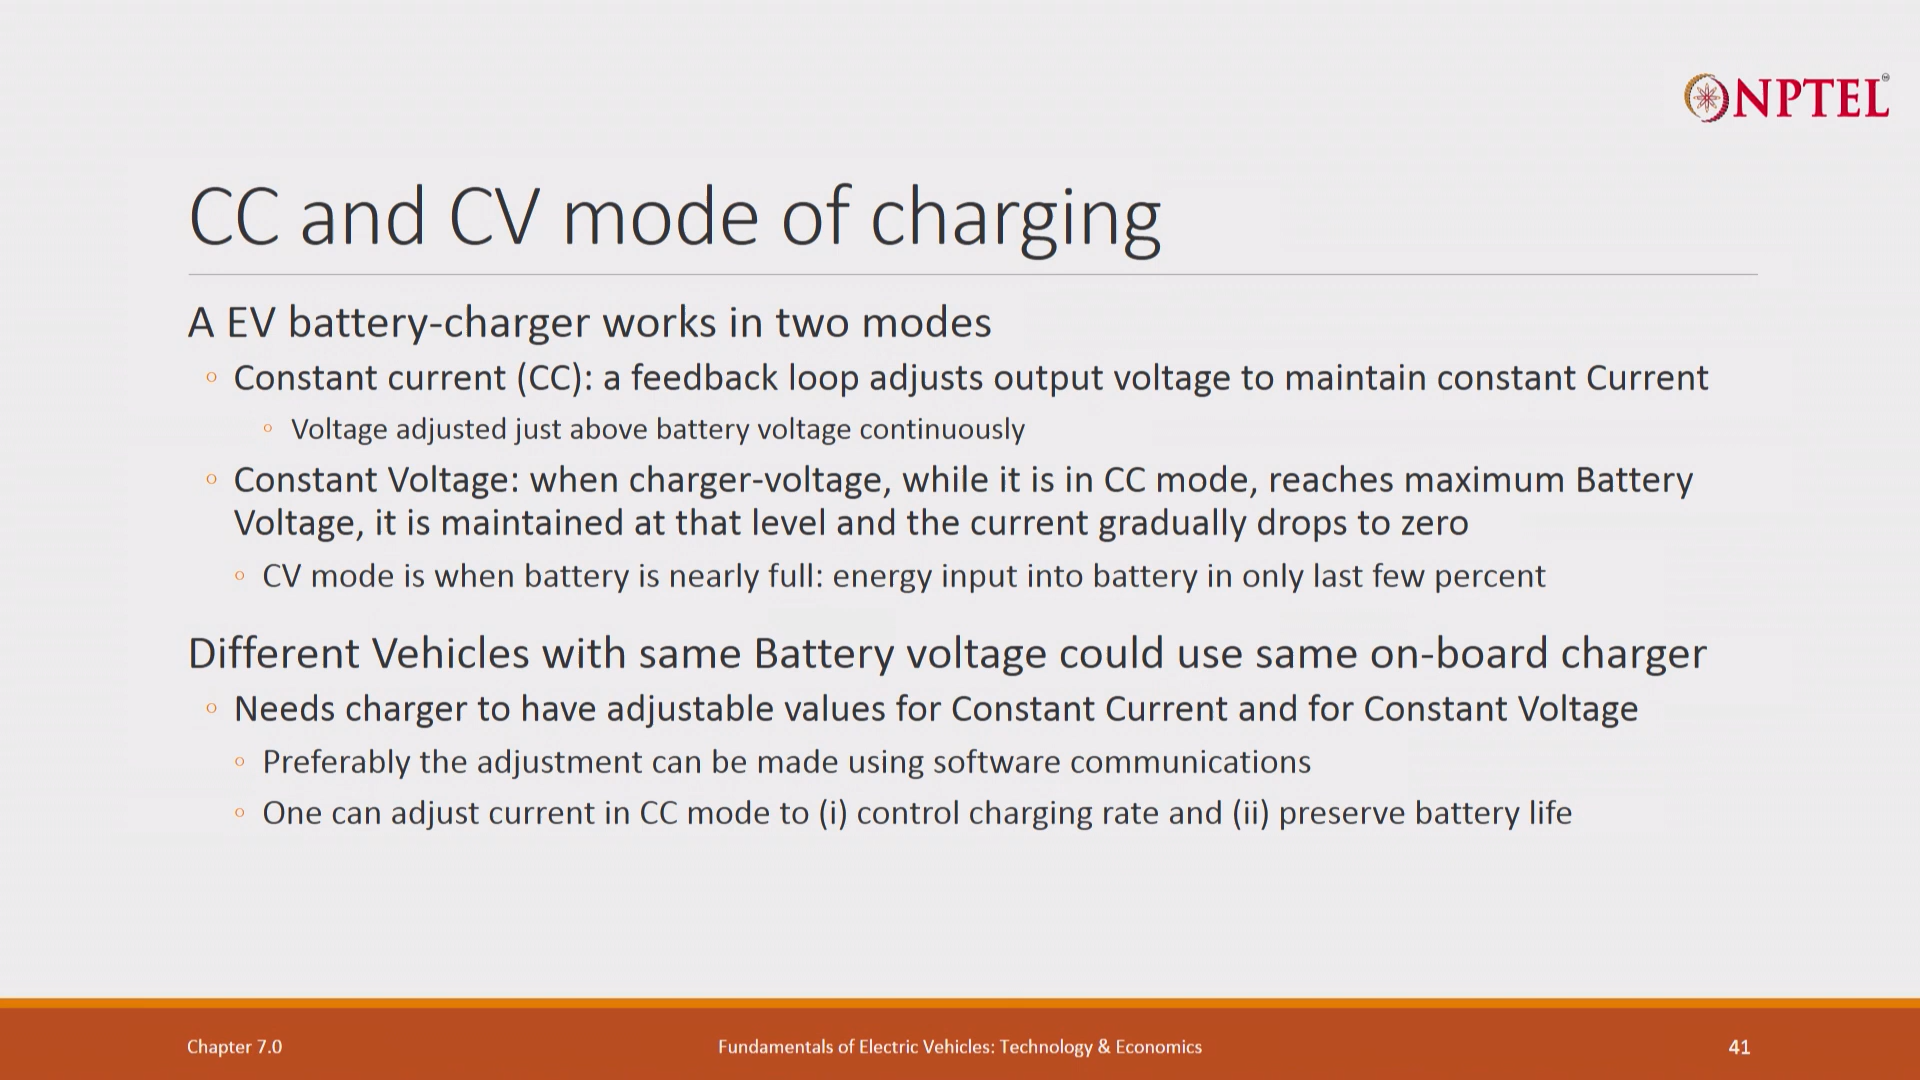 NPTEL
CC and CV mode of charging
A EV battery-charger works in two modes
◦ Constant current (CC): a feedback loop adjusts output voltage to maintain constant Current
◦ Voltage adjusted just above battery voltage continuously
◦ Constant Voltage: when charger-voltage, while it is in CC mode, reaches maximum Battery
Voltage, it is maintained at that level and the current gradually drops to zero
◦ CV mode is when battery is nearly full: energy input into battery in only last few percent
Different Vehicles with same Battery voltage could use same on-board charger
◦ Needs charger to have adjustable values for Constant Current and for Constant Voltage
◦ Preferably the adjustment can be made using software communications
◦ One can adjust current in CC mode to (i) control charging rate and (ii) preserve battery life
Chapter 7.0
Fundamentals of Electric Vehicles: Technology & Economics
41